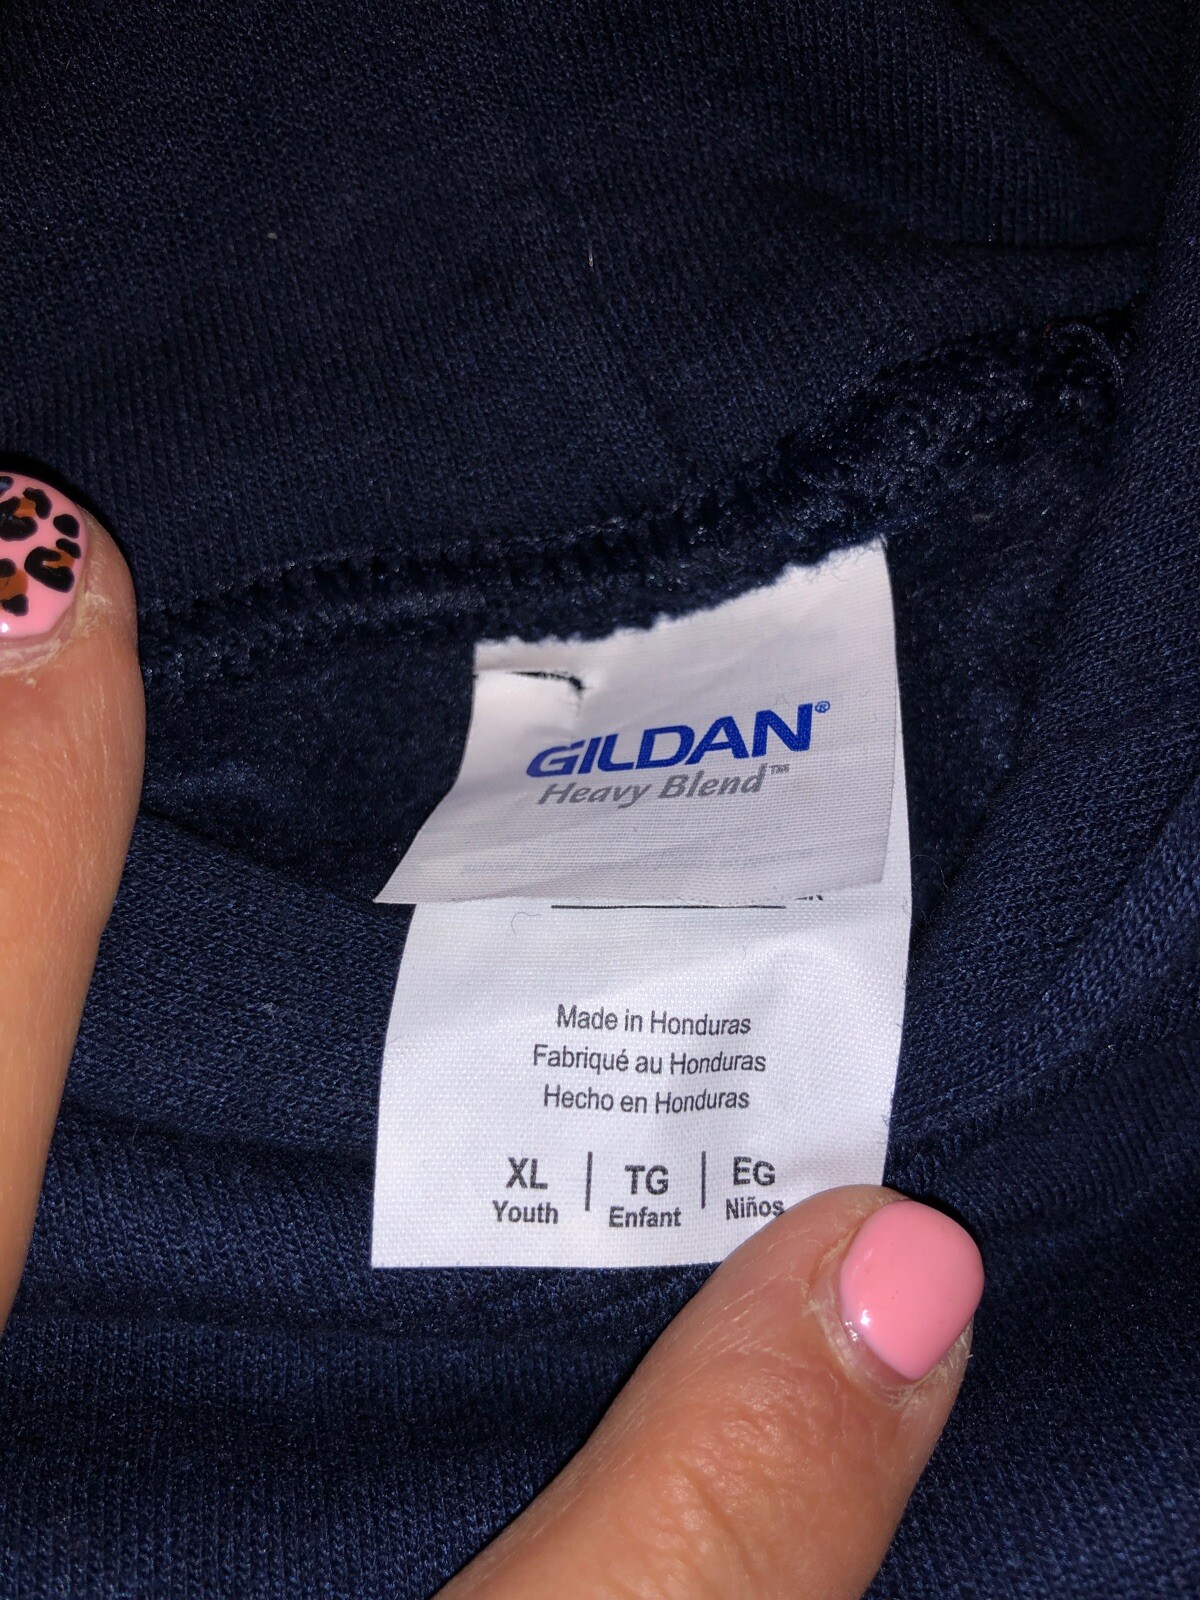 GILDAN®
Heavy Blend™
Made in Honduras
Fabriqué au Honduras
Hecho en Honduras
XL | TG | EG
Youth Enfant Niños